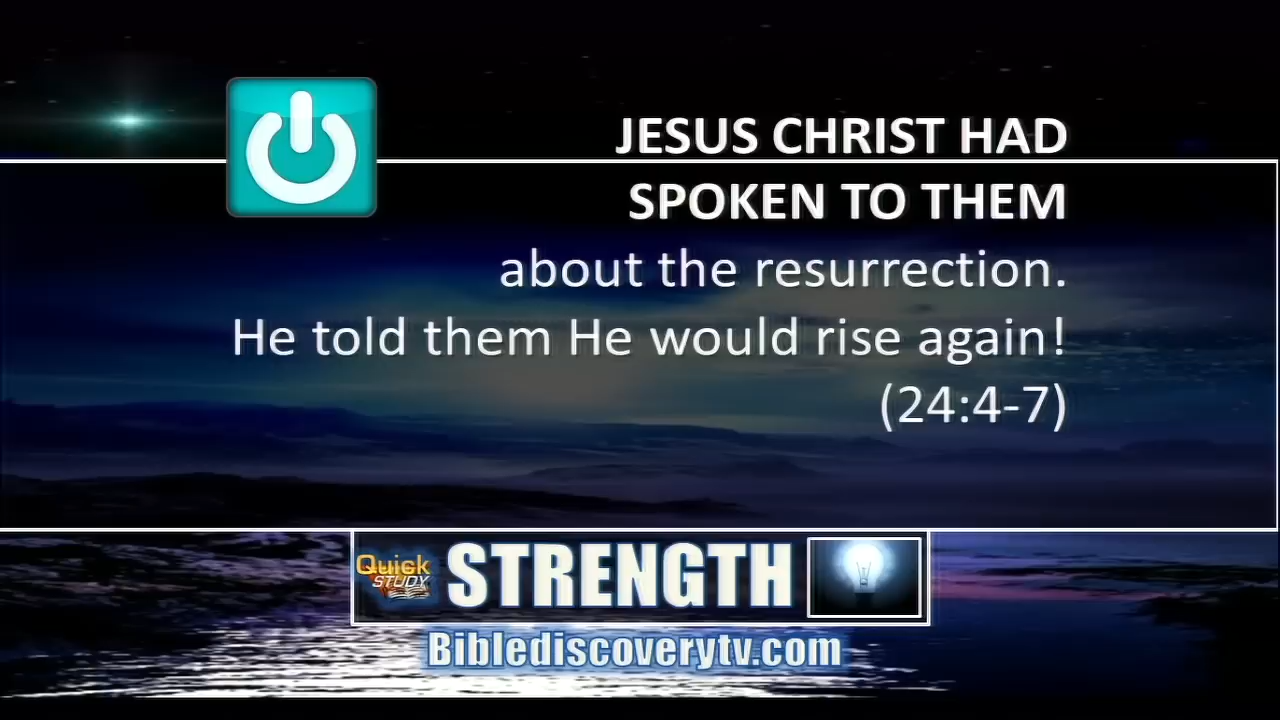 JESUS CHRIST HAD
SPOKEN TO THEM
about the resurrection.
He told them He would rise again!
(24:4-7)
Quick
STUDY
STRENGTH
Biblediscoverytv.com